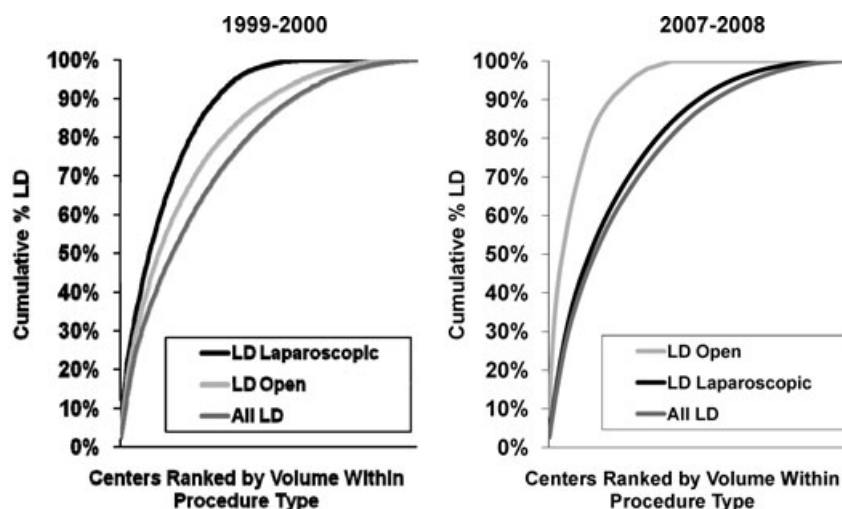 1999-2000
Cumulative % LD
100%
90%
80%
70%
60%
50%
40%
30%
20%
10%
0%
LD Laparoscopic
LD Open
All LD
Centers Ranked by Volume Within
Procedure Type
2007-2008
Cumulative % LD
100%
90%
80%
70%
60%
50%
40%
30%
20%
10%
0%
LD Open
LD Laparoscopic
All LD
Centers Ranked by Volume Within
Procedure Type